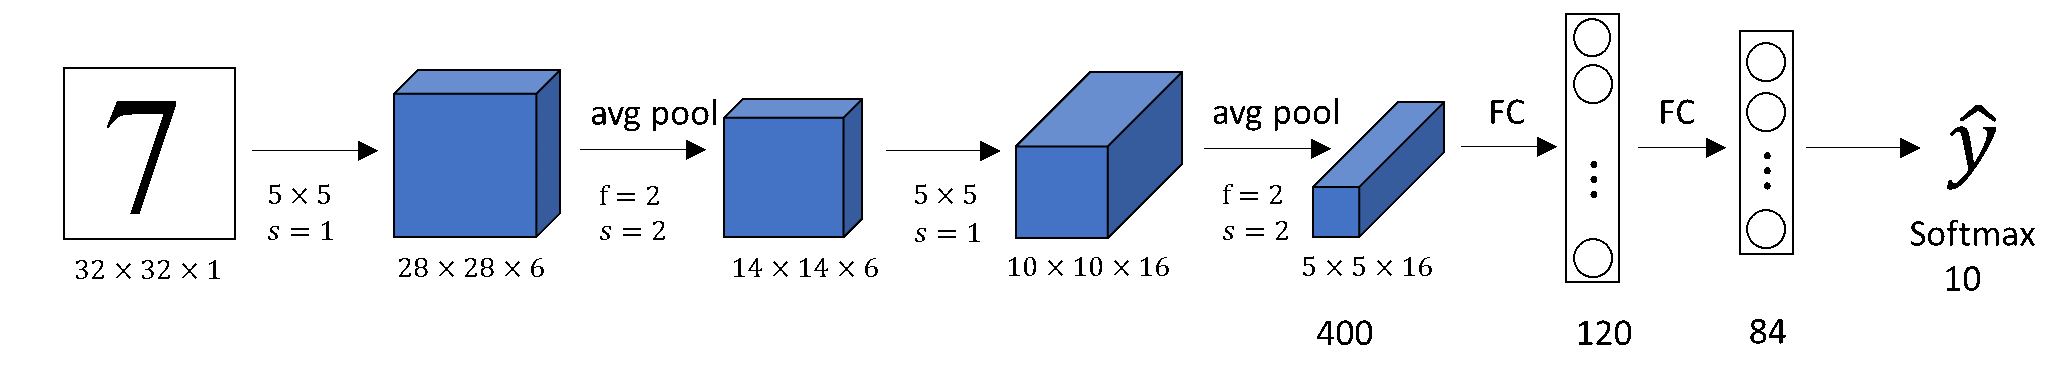 7
32 × 32 × 1
5 × 5
s = 1
28 × 28 × 6
avg pool
f = 2
s = 2
14 × 14 × 6
5 × 5
s = 1
10 × 10 × 16
avg pool
f = 2
s = 2
5 × 5 × 16
400
FC
120
FC
84
ŷ
Softmax
10